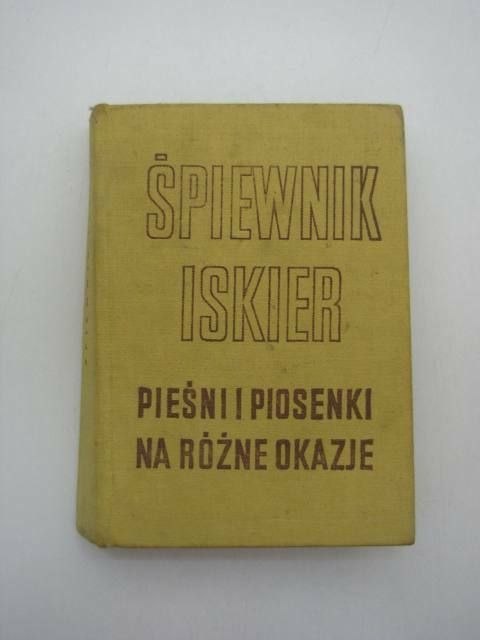 ŚPIEWNIK
ISKIER
PIEŚNI I PIOSENKI
NA RÓŻNE OKAZJE